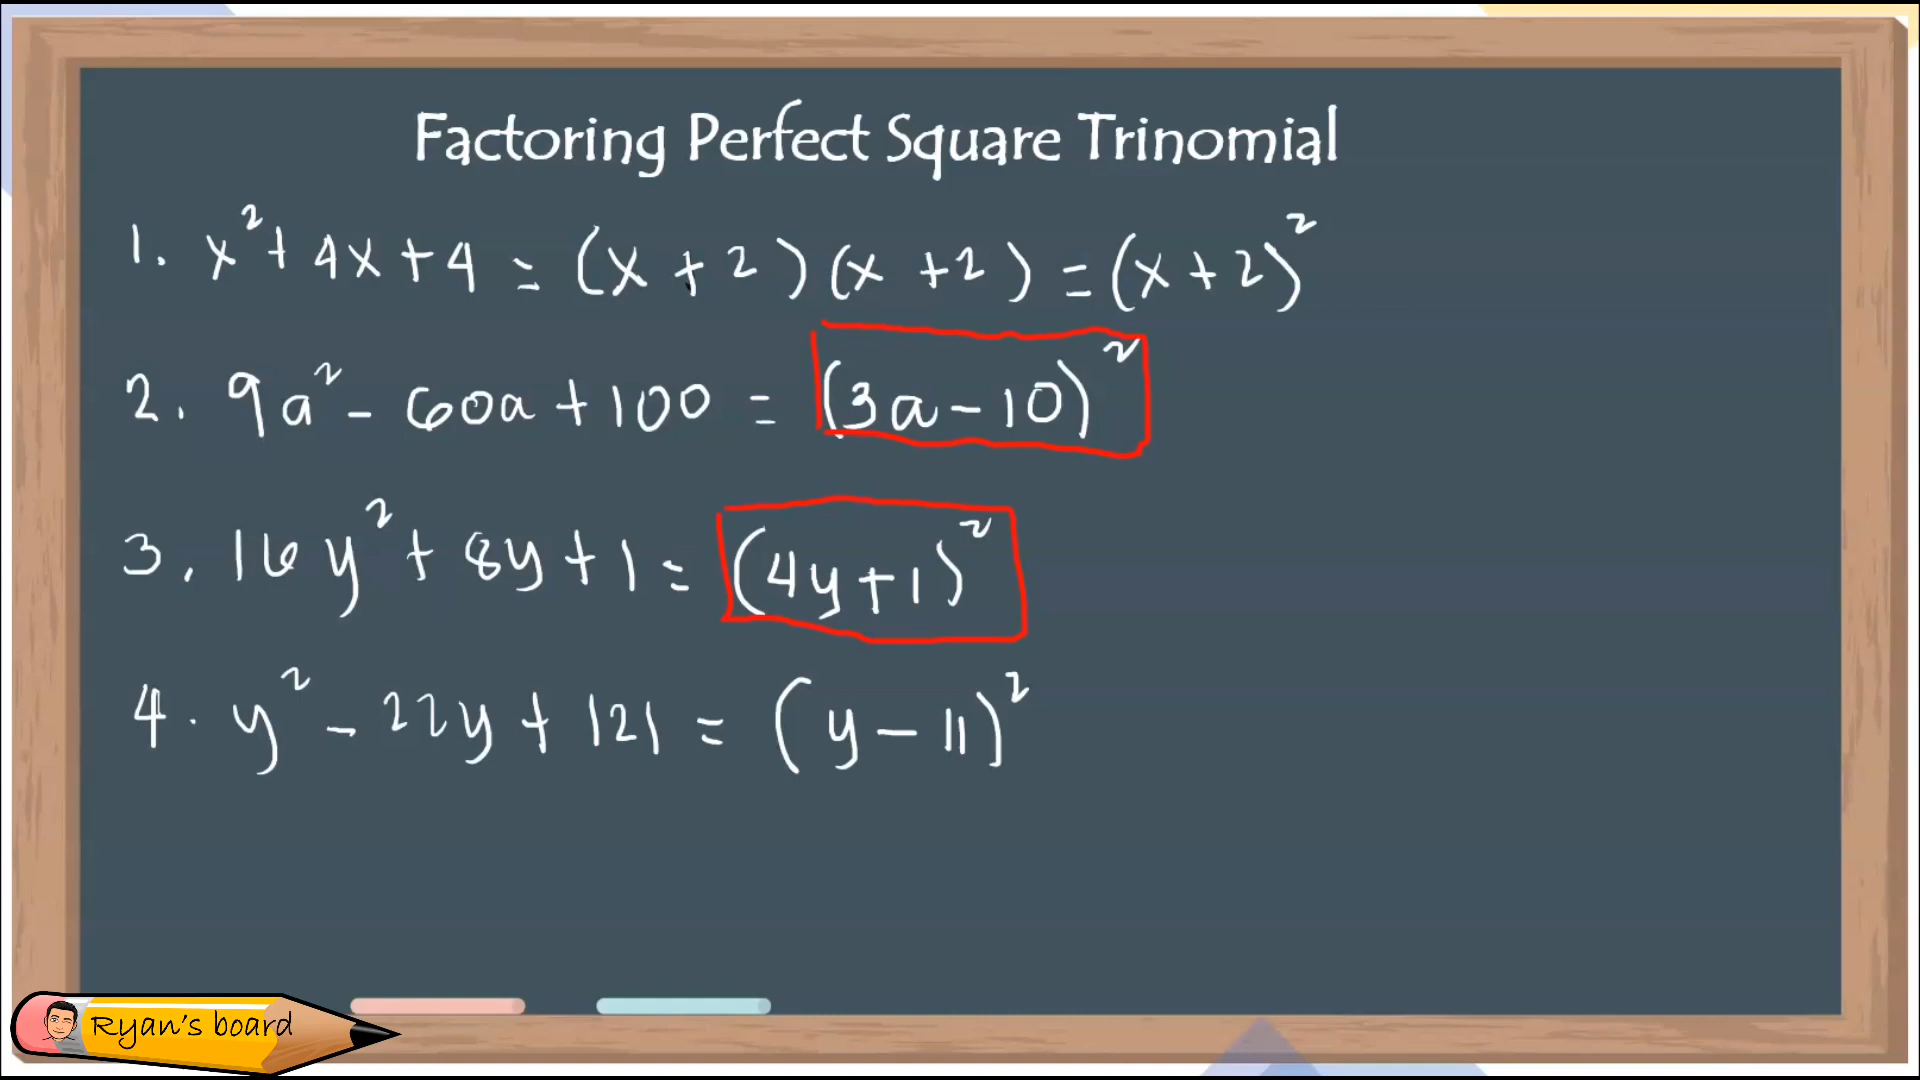 Factoring Perfect Square Trinomial
1. x² + 4x + 4 = (x + 2)(x + 2) = (x + 2)²
2. 9a² - 60a + 100 = (3a - 10)²
3. 16y² + 8y + 1 = (4y + 1)²
4. y² - 22y + 121 = (y - 11)²
Ryan's board